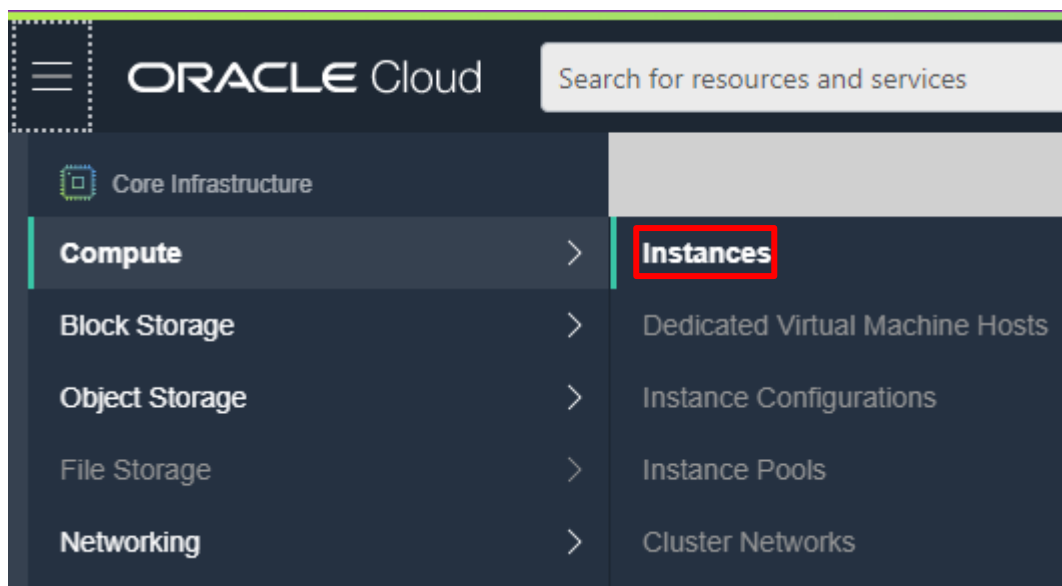 ORACLE Cloud
Search for resources and services
Core Infrastructure
Compute
Block Storage
Object Storage
File Storage
Networking
Instances
Dedicated Virtual Machine Hosts
Instance Configurations
Instance Pools
Cluster Networks